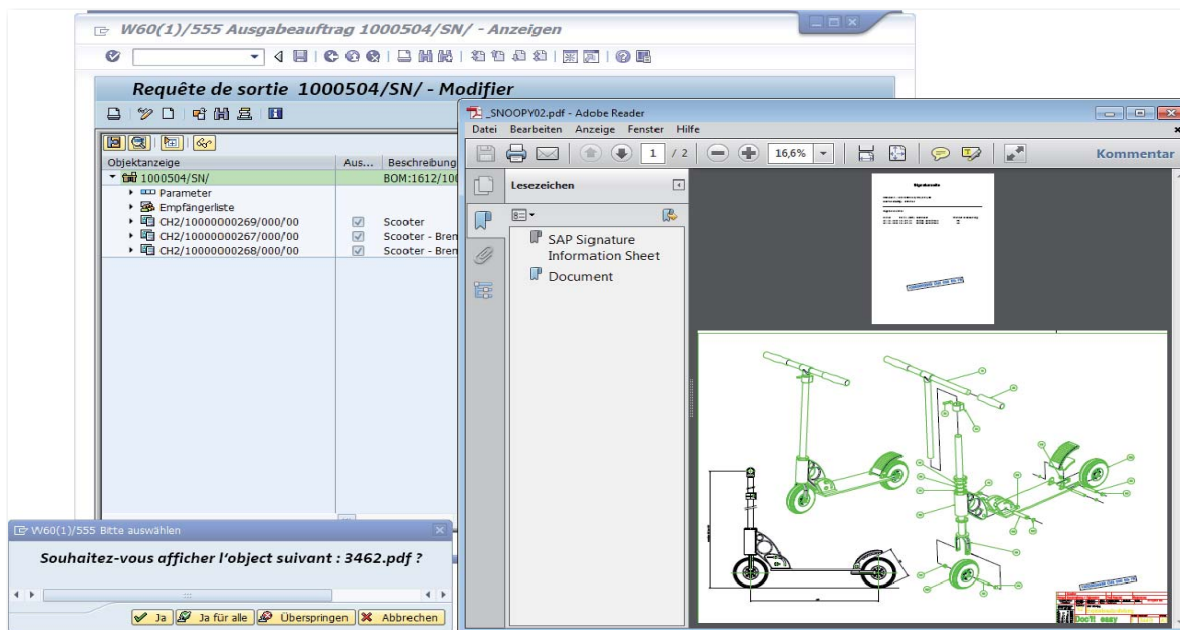 W60(1)/555 Ausgabeauftrag 1000504/SN/ - Anzeigen
Requête de sortie 1000504/SN/ - Modifier
Objektanzeige Aus... Beschreibung
1000504/SN/ BOM:1612/100
Parameter
Empfängerliste
CH2/10000000269/000/00 Scooter
CH2/10000000267/000/00 Scooter - Brem
CH2/10000000268/000/00 Scooter - Brem
_SNOOPY02.pdf - Adobe Reader
Datei Bearbeiten Anzeige Fenster Hilfe
1 / 2 16,6% Kommentar
Lesezeichen
SAP Signature
Information Sheet
Document
Doc'it easy
W60(1)/555 Bitte auswählen
Souhaitez-vous afficher l'object suivant : 3462.pdf ?
Ja Ja für alle Überspringen Abbrechen